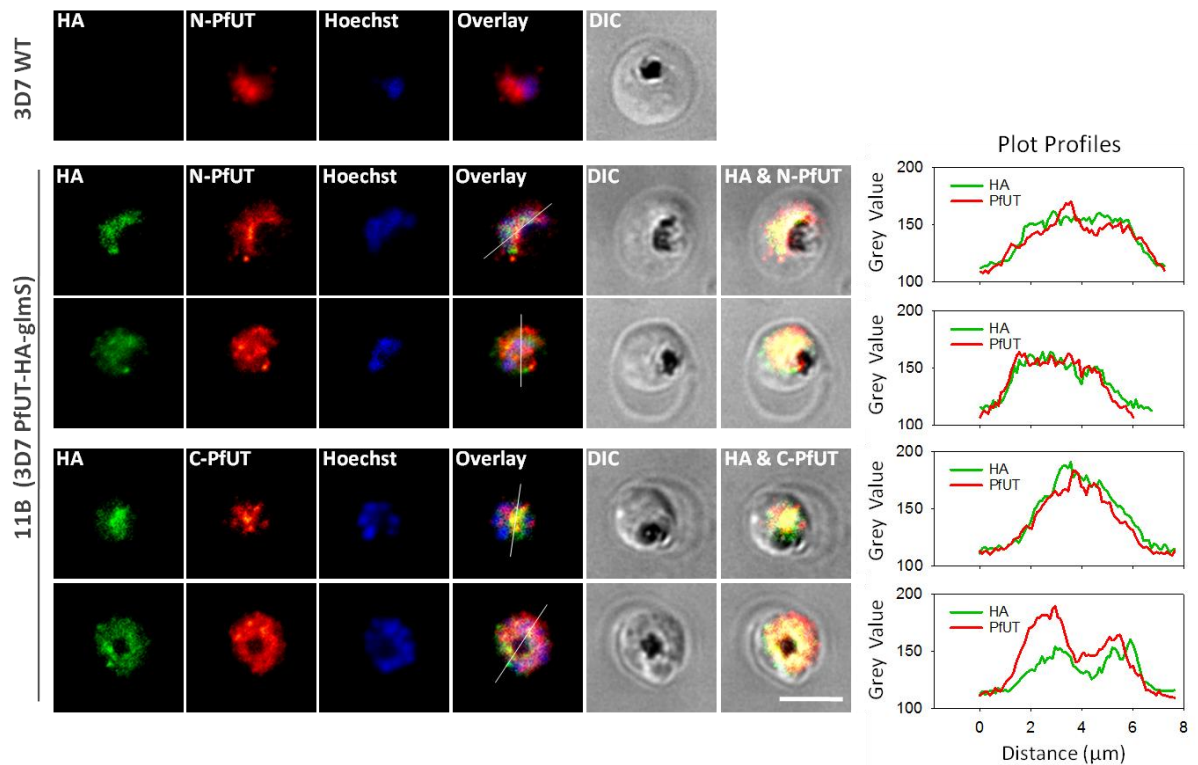 3D7 WT
HA N-PfUT Hoechst Overlay DIC
11B (3D7 PfUT-HA-glmS)
HA N-PfUT Hoechst Overlay DIC HA & N-PfUT
HA C-PfUT Hoechst Overlay DIC HA & C-PfUT
Plot Profiles
Grey Value
200
150
100
HA
PfUT
Grey Value
200
150
100
HA
PfUT
Grey Value
200
150
100
HA
PfUT
Grey Value
200
150
100
HA
PfUT
0 2 4 6 8
Distance (µm)